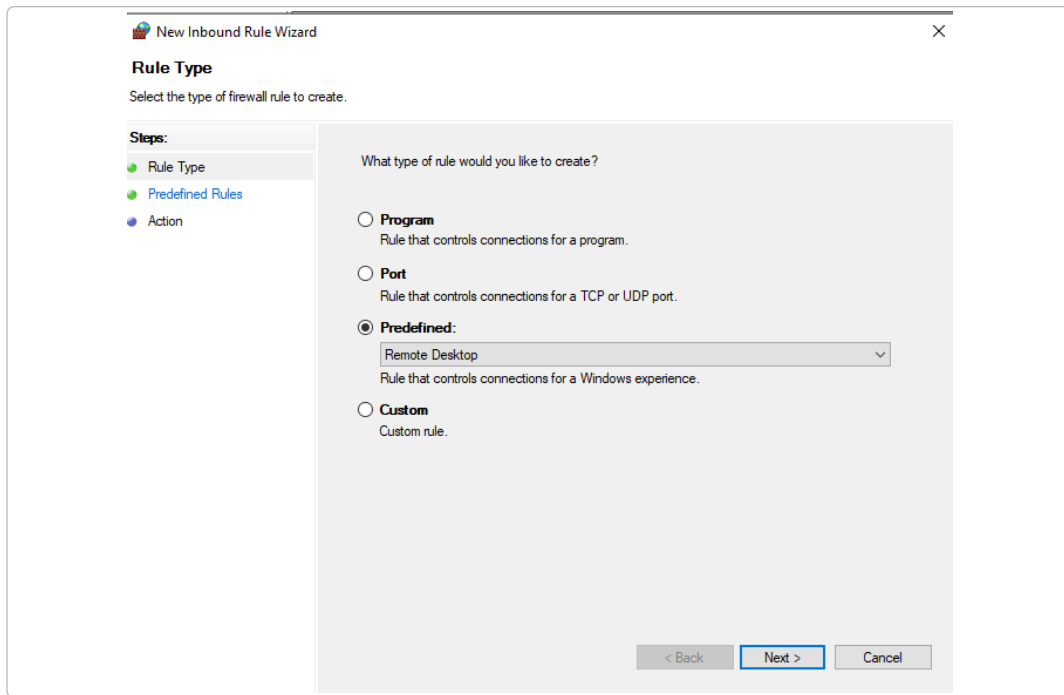 New Inbound Rule Wizard
Rule Type
Select the type of firewall rule to create.
Steps:
Rule Type
Predefined Rules
Action
What type of rule would you like to create?
Program
Rule that controls connections for a program.
Port
Rule that controls connections for a TCP or UDP port.
Predefined:
Remote Desktop
Rule that controls connections for a Windows experience.
Custom
Custom rule.
< Back
Next >
Cancel